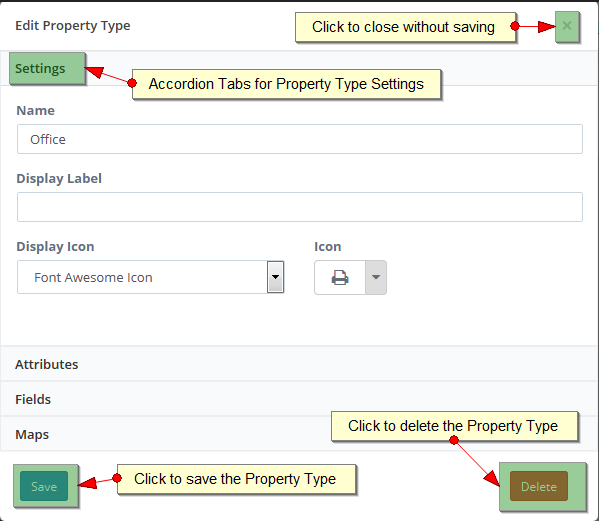 Edit Property Type
Click to close without saving
×
Settings
Accordion Tabs for Property Type Settings
Name
Office
Display Label
Display Icon
Icon
Font Awesome Icon
Attributes
Fields
Maps
Click to delete the Property Type
Save
Click to save the Property Type
Delete